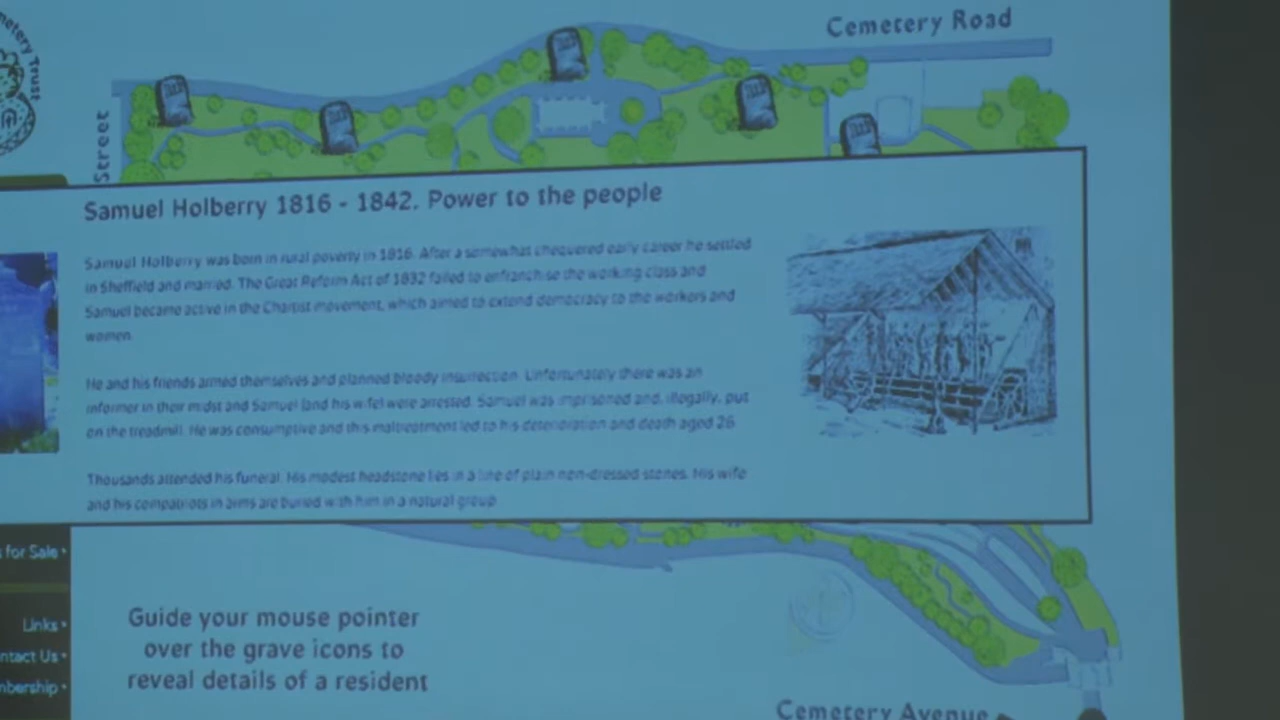 Cemetery Road
metery Trust
Street
Samuel Holberry 1816 - 1842. Power to the people
Samuel Holberry was born in rural poverty in 1816. After a somewhat chequered early career he settled
in Sheffield and married. The Great Reform Act of 1832 failed to enfranchise the working class and
Samuel became active in the Chartist movement, which aimed to extend democracy to the workers and
women.
He and his friends armed themselves and planned bloody insurrection. Unfortunately there was an
informer in their midst and Samuel (and his wife) were arrested. Samuel was imprisoned and, illegally, put
on the treadmill. He was consumptive and this maltreatment led to his deterioration and death aged 26.
Thousands attended his funeral. His modest headstone lies in a line of plain non-dressed stones. His wife
and his compatriots in arms are buried with him in a natural group.
s for Sale
Links
ntact Us
mbership
Guide your mouse pointer
over the grave icons to
reveal details of a resident
Cemetery Avenue